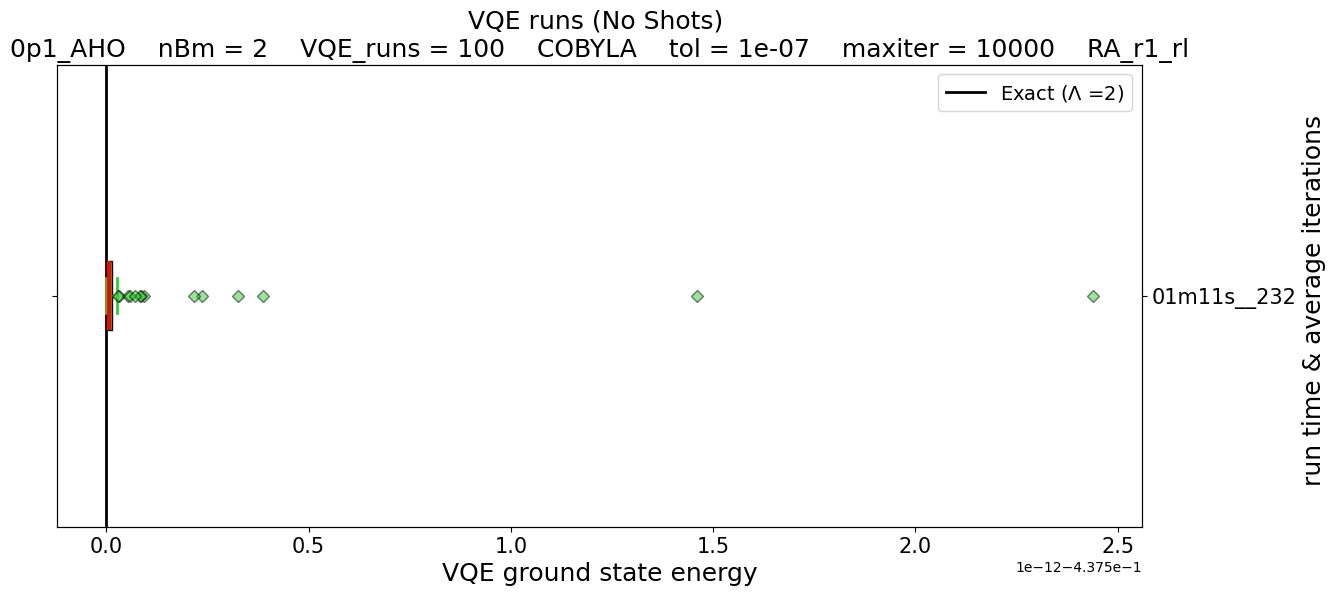 VQE runs (No Shots)
0p1_AHO nBm = 2 VQE_runs = 100 COBYLA tol = 1e-07 maxiter = 10000 RA_r1_rl
Exact (Λ =2)
01m11s__232
run time & average iterations
0.0 0.5 1.0 1.5 2.0 2.5
1e−12−4.375e−1
VQE ground state energy